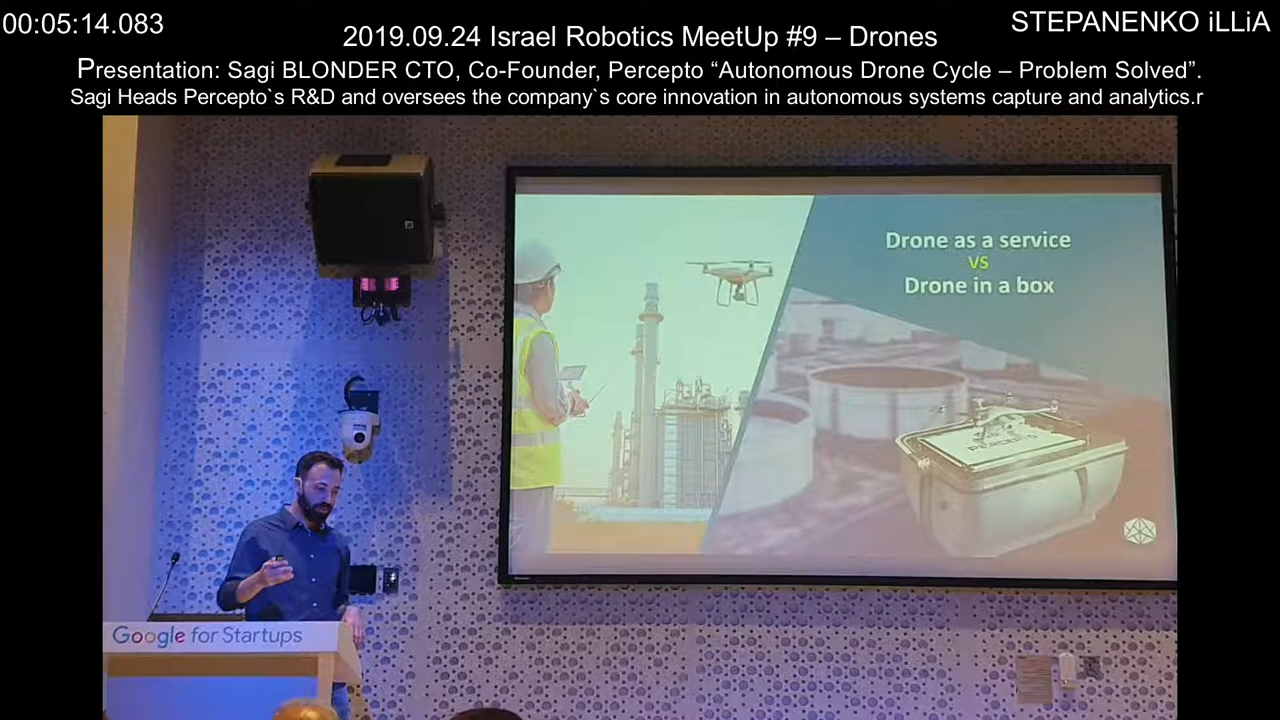 00:05:14.083
STEPANENKO iLLiA
2019.09.24 Israel Robotics MeetUp #9 – Drones
Presentation: Sagi BLONDER CTO, Co-Founder, Percepto “Autonomous Drone Cycle – Problem Solved”.
Sagi Heads Percepto`s R&D and oversees the company`s core innovation in autonomous systems capture and analytics.r
Drone as a service
VS
Drone in a box
PERCEPTO
Google for Startups